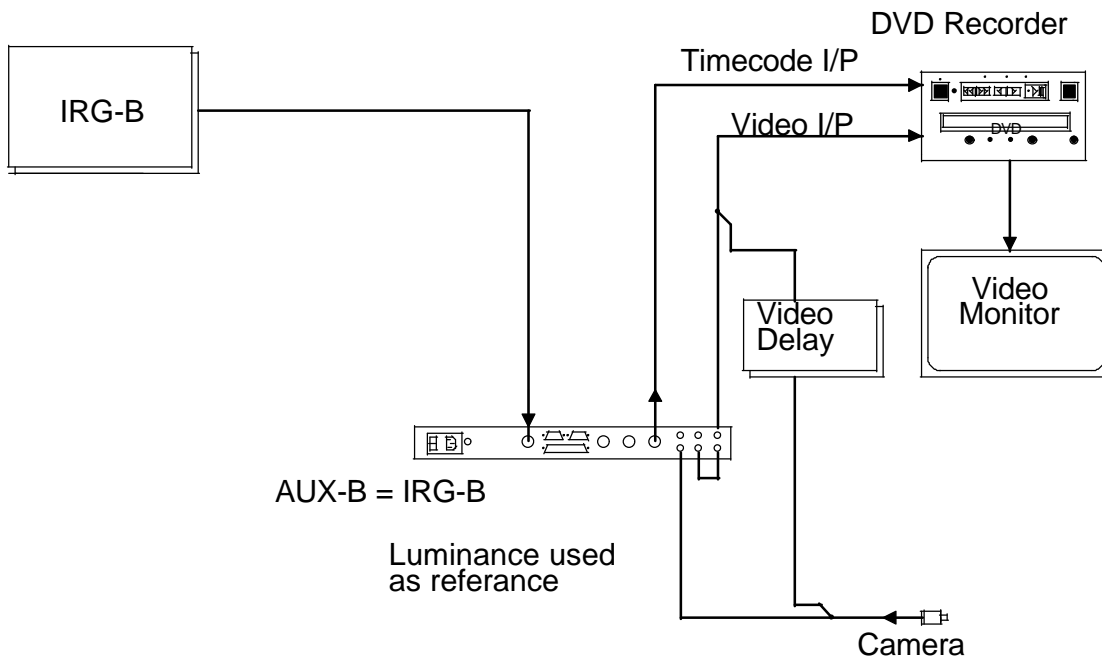 DVD Recorder
Timecode I/P
IRG-B
Video I/P
DVD
Video
Monitor
Video
Delay
AUX-B = IRG-B
Luminance used
as referance
Camera